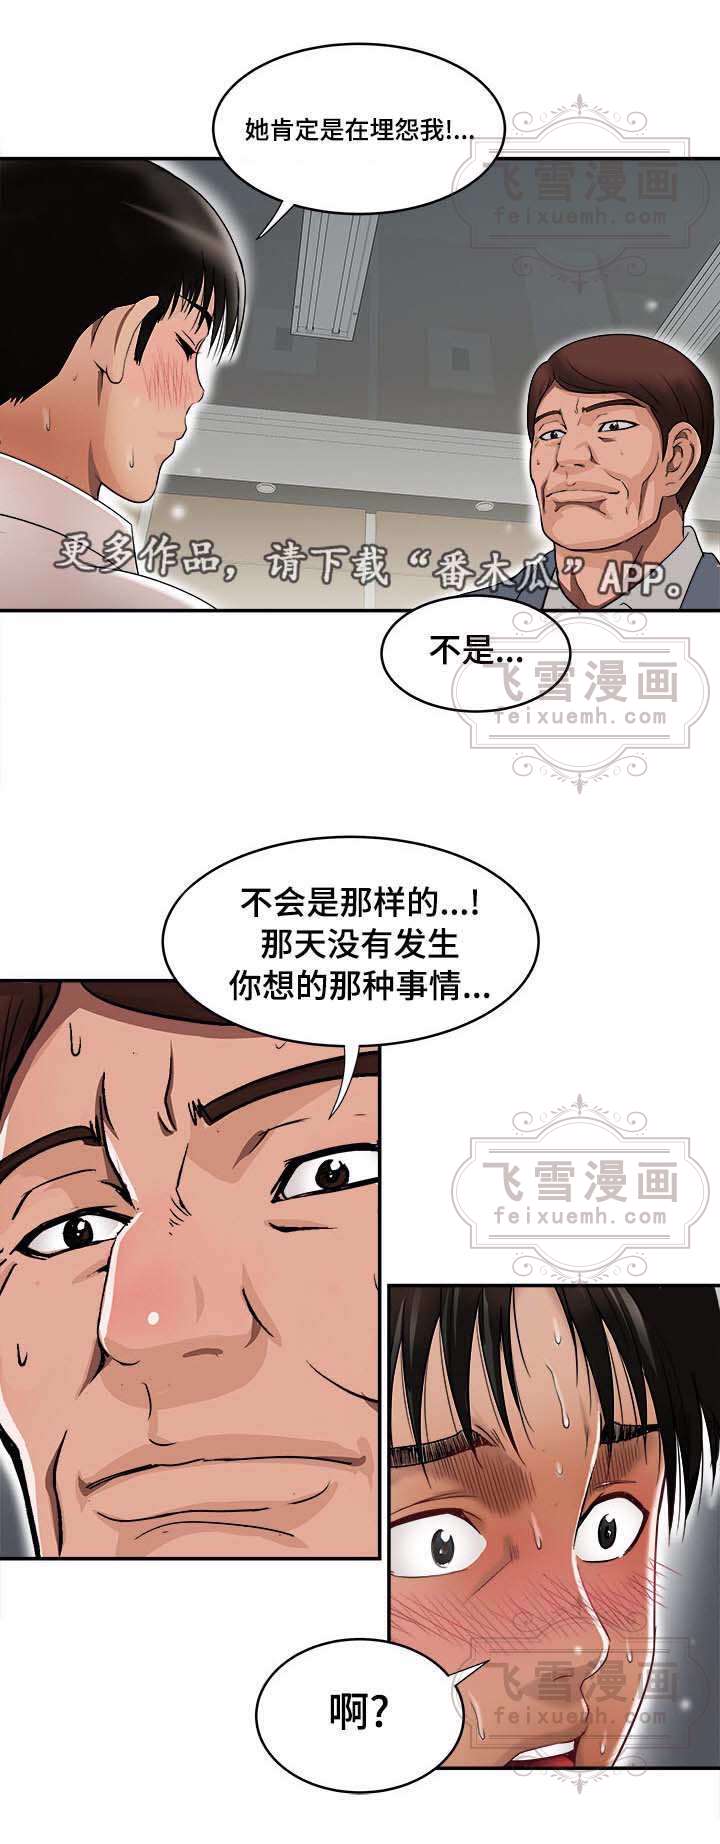 她肯定是在埋怨我!...
飞雪漫画
feixuemh.com
更多作品，请下载“番木瓜”APP。
不是...
飞雪漫画
feixuemh.com
不会是那样的...!
那天没有发生
你想的那种事情...
飞雪漫画
feixuemh.com
啊?
飞雪漫画
feixuemh.com